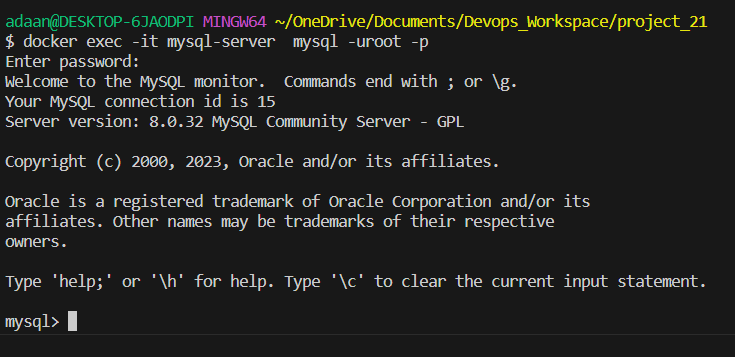 adaan@DESKTOP-6JAODPI MINGW64 ~/OneDrive/Documents/Devops_Workspace/project_21
$ docker exec -it mysql-server  mysql -uroot -p
Enter password:
Welcome to the MySQL monitor.  Commands end with ; or \g.
Your MySQL connection id is 15
Server version: 8.0.32 MySQL Community Server - GPL

Copyright (c) 2000, 2023, Oracle and/or its affiliates.

Oracle is a registered trademark of Oracle Corporation and/or its
affiliates. Other names may be trademarks of their respective
owners.

Type 'help;' or '\h' for help. Type '\c' to clear the current input statement.

mysql>